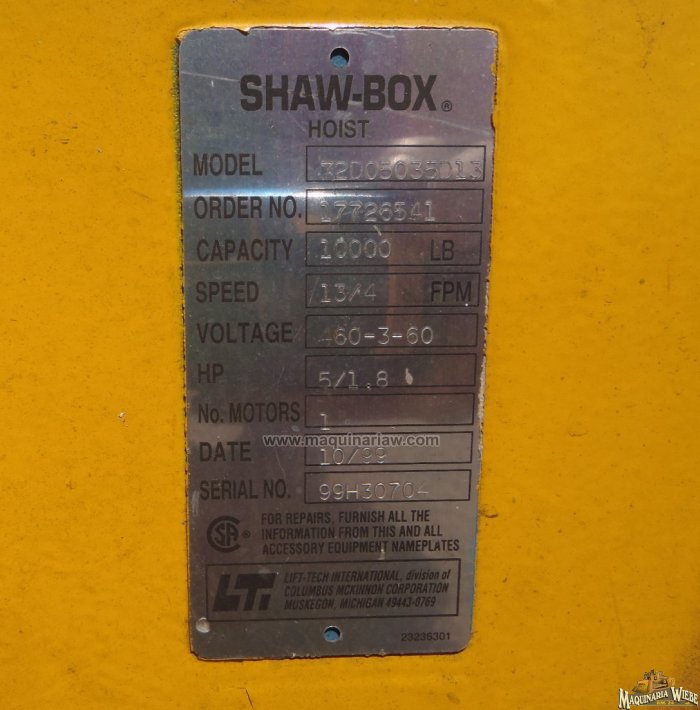 SHAW-BOX®
HOIST
MODEL 32D05035D13
ORDER NO. 17726541
CAPACITY 10000 LB
SPEED 13/4 FPM
VOLTAGE 460-3-60
HP 5/1.8
No. MOTORS 1
www.maquinariaw.com
DATE 10/99
SERIAL NO. 99H30704
SA ® FOR REPAIRS, FURNISH ALL THE
INFORMATION FROM THIS AND ALL
ACCESSORY EQUIPMENT NAMEPLATES
LTI LIFT-TECH INTERNATIONAL, division of
COLUMBUS MCKINNON CORPORATION
MUSKEGON, MICHIGAN 49443-0769
23236301
MAQUINARIA WIEBE